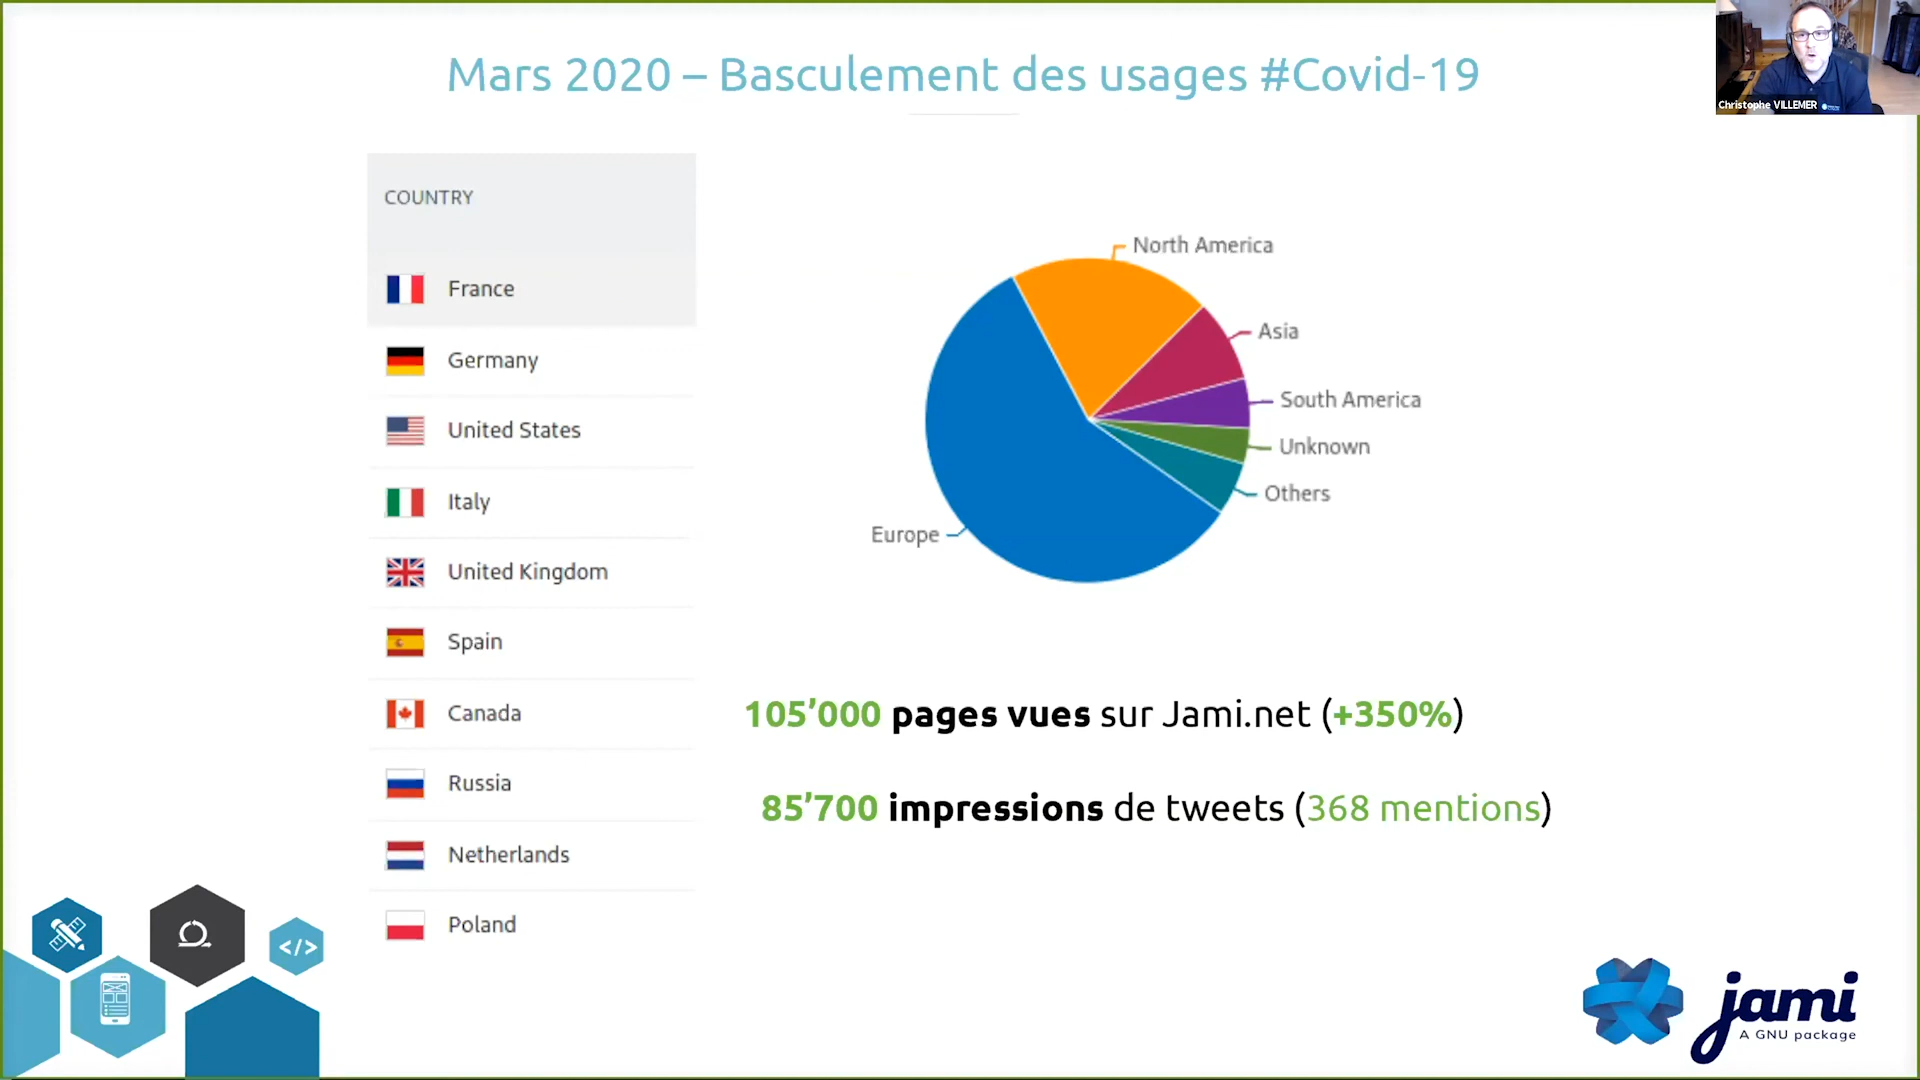 Mars 2020 – Basculement des usages #Covid-19
Christophe VILLEMER
COUNTRY
France
Germany
United States
Italy
United Kingdom
Spain
Canada
Russia
Netherlands
Poland
North America
Asia
South America
Unknown
Others
Europe
105’000 pages vues sur Jami.net (+350%)
85’700 impressions de tweets (368 mentions)
</>
jami
A GNU package